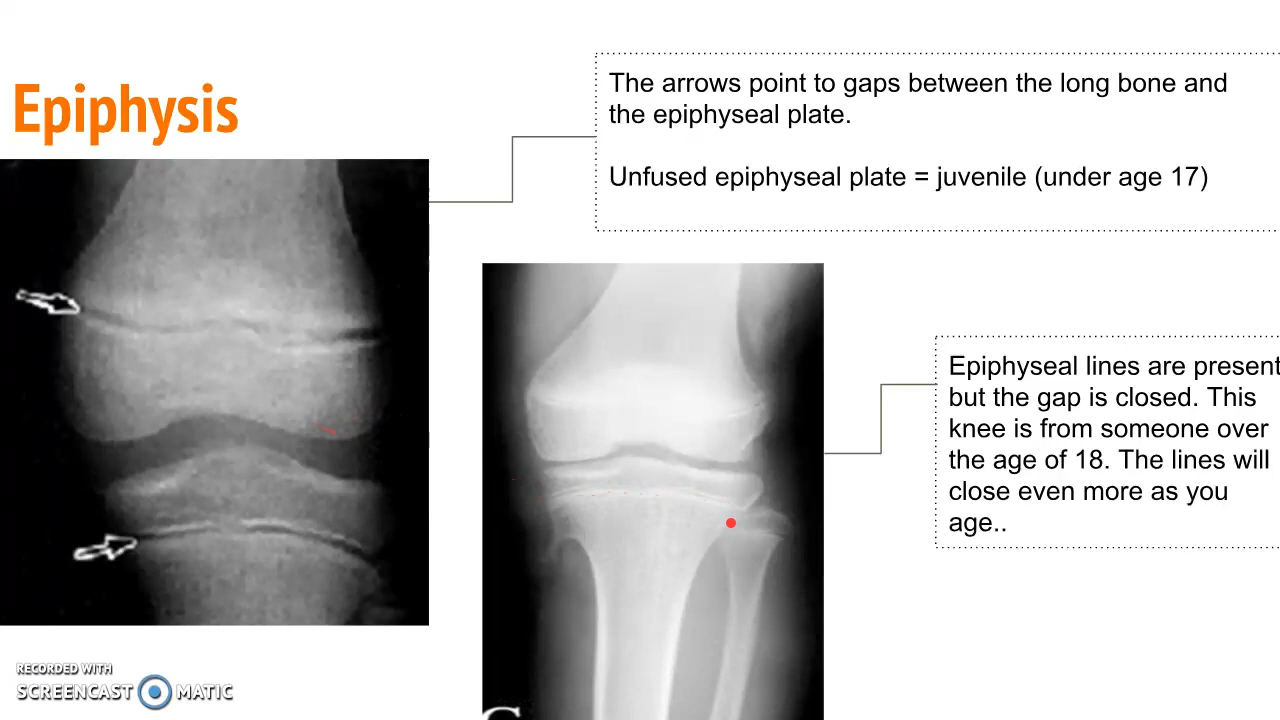 Epiphysis
The arrows point to gaps between the long bone and
the epiphyseal plate.
Unfused epiphyseal plate = juvenile (under age 17)
Epiphyseal lines are present
but the gap is closed. This
knee is from someone over
the age of 18. The lines will
close even more as you
age..
RECORDED WITH
SCREENCAST MATIC